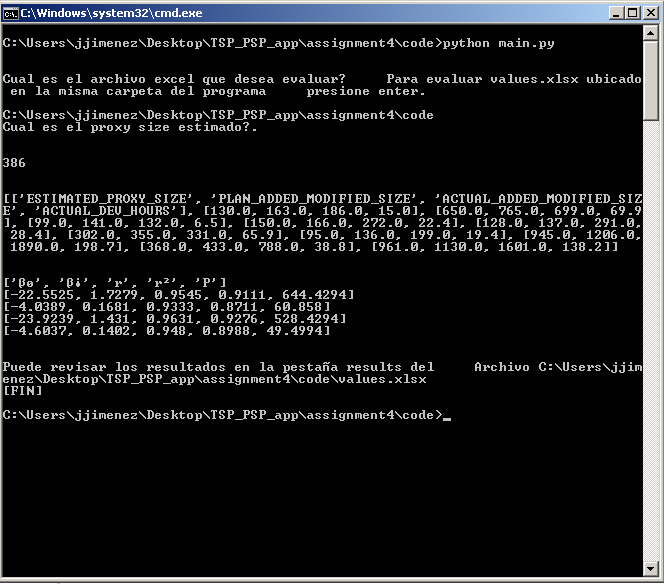 C:\Windows\system32\cmd.exe
C:\Users\jjimenez\Desktop\TSP_PSP_app\assignment4\code>python main.py
Cual es el archivo excel que desea evaluar?     Para evaluar values.xlsx ubicado
 en la misma carpeta del programa     presione enter.
C:\Users\jjimenez\Desktop\TSP_PSP_app\assignment4\code
Cual es el proxy size estimado?.
386
[['ESTIMATED_PROXY_SIZE', 'PLAN_ADDED_MODIFIED_SIZE', 'ACTUAL_ADDED_MODIFIED_SIZ
E', 'ACTUAL_DEV_HOURS'], [130.0, 163.0, 186.0, 15.0], [650.0, 765.0, 699.0, 69.9
], [99.0, 141.0, 132.0, 6.5], [150.0, 166.0, 272.0, 22.4], [128.0, 137.0, 291.0,
 28.4], [302.0, 355.0, 331.0, 65.9], [95.0, 136.0, 199.0, 19.4], [945.0, 1206.0,
 1890.0, 198.7], [368.0, 433.0, 788.0, 38.8], [961.0, 1130.0, 1601.0, 138.2]]
['β₀', 'β¡', 'r', 'r²', 'P']
[-22.5525, 1.7279, 0.9545, 0.9111, 644.4294]
[-4.0389, 0.1681, 0.9333, 0.8711, 60.858]
[-23.9239, 1.431, 0.9631, 0.9276, 528.4294]
[-4.6037, 0.1402, 0.948, 0.8988, 49.4994]
Puede revisar los resultados en la pestaña results del     Archivo C:\Users\jjim
enez\Desktop\TSP_PSP_app\assignment4\code\values.xlsx
[FIN]
C:\Users\jjimenez\Desktop\TSP_PSP_app\assignment4\code>_